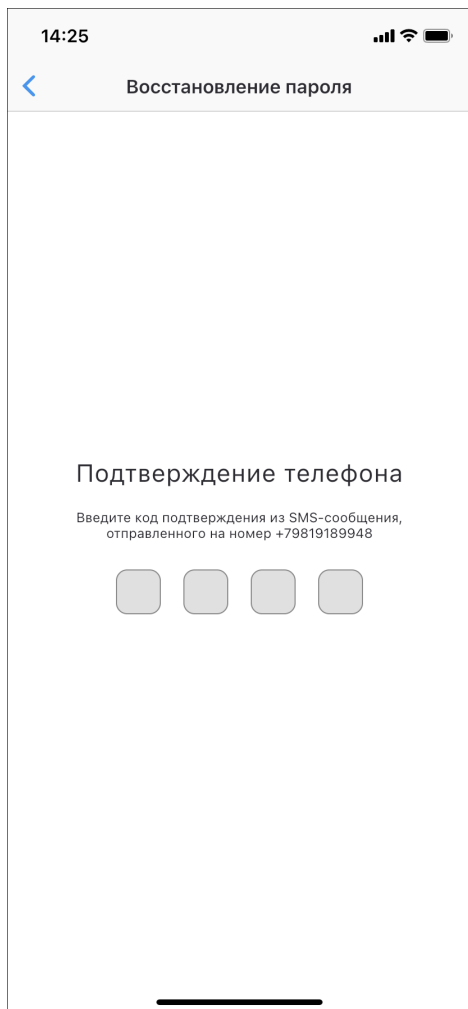 14:25
Восстановление пароля
Подтверждение телефона
Введите код подтверждения из SMS-сообщения,
отправленного на номер +79819189948